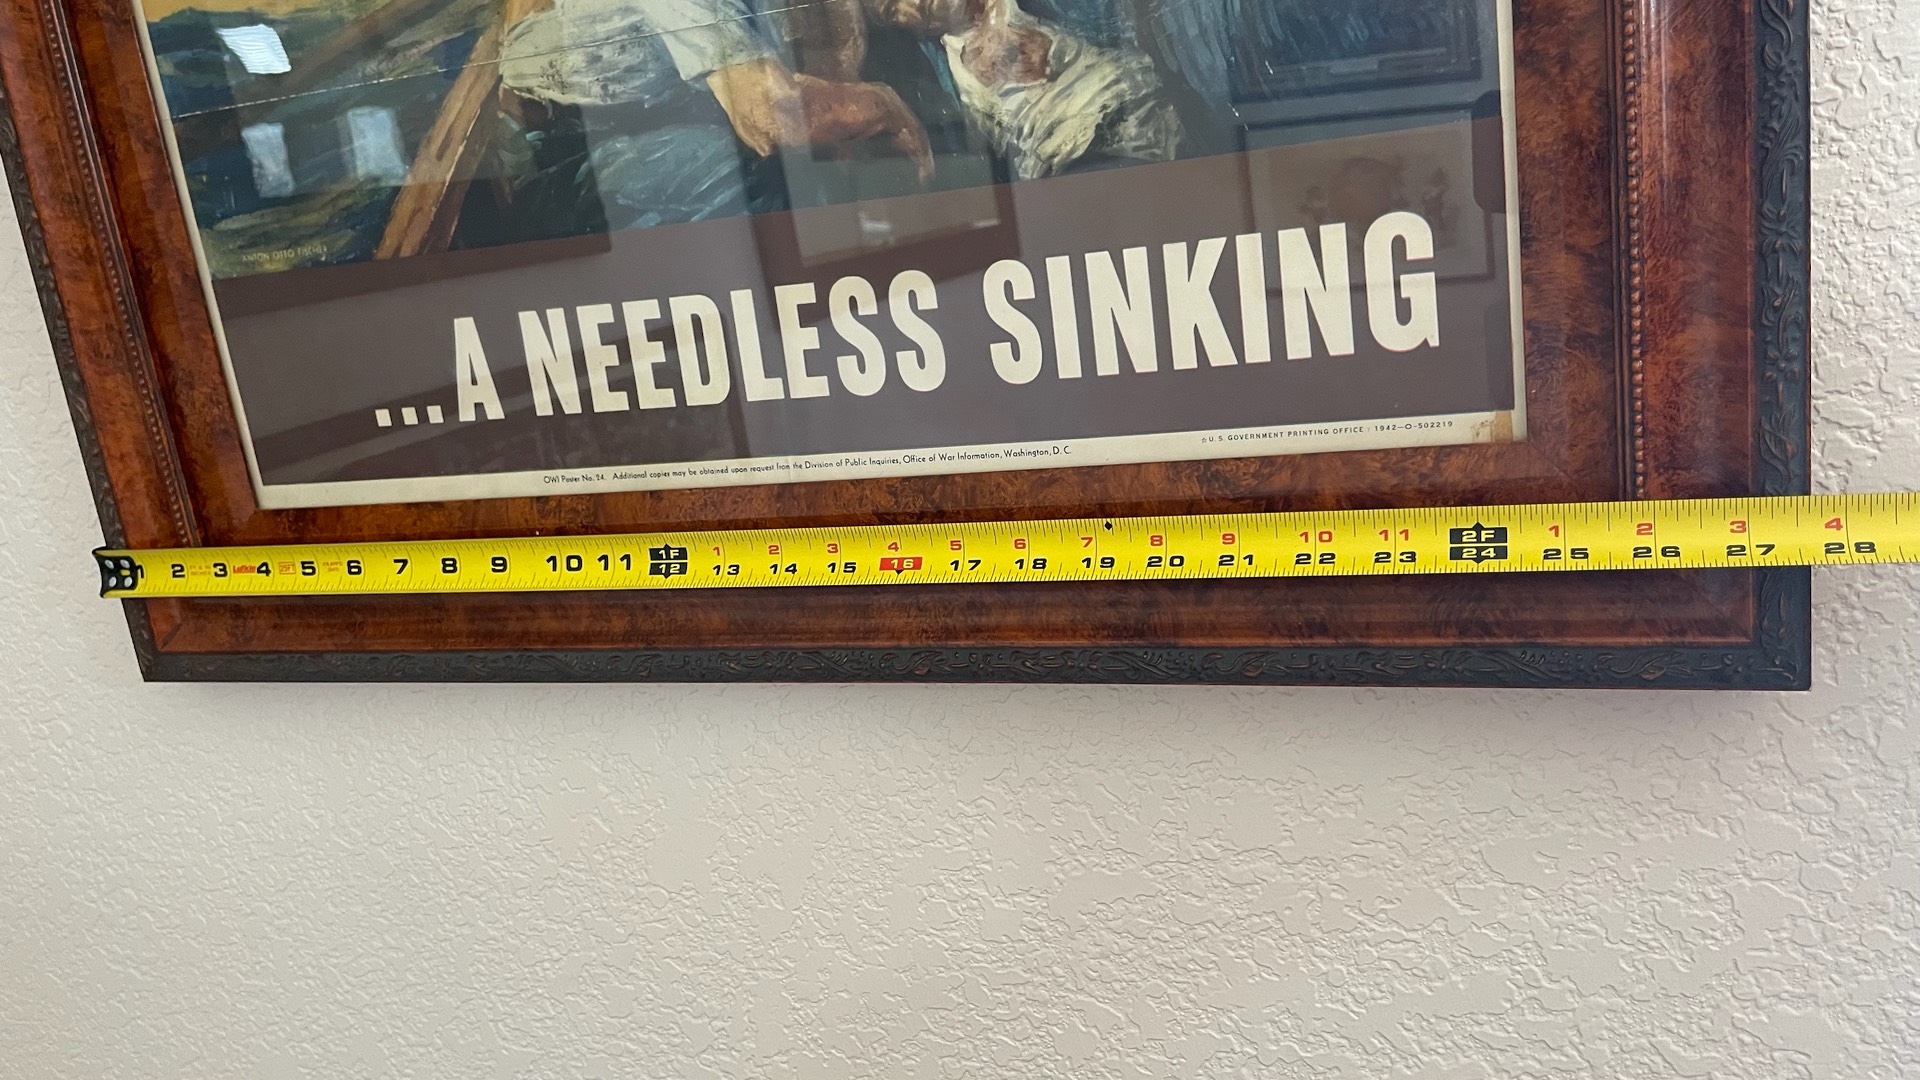 ANTON OTTO FISCHER
...A NEEDLESS SINKING
OWI Poster No. 24. Additional copies may be obtained upon request from the Division of Public Inquiries, Office of War Information, Washington, D. C.
☆ U. S. GOVERNMENT PRINTING OFFICE : 1942—O-502219
1F 1 2 3 4 5 6 7 8 9 10 11 2F 1 2 3 4
1 2 3 Lufkin 4 25FT 5 6 7 8 9 10 11 12 13 14 15 16 17 18 19 20 21 22 23 24 25 26 27 28